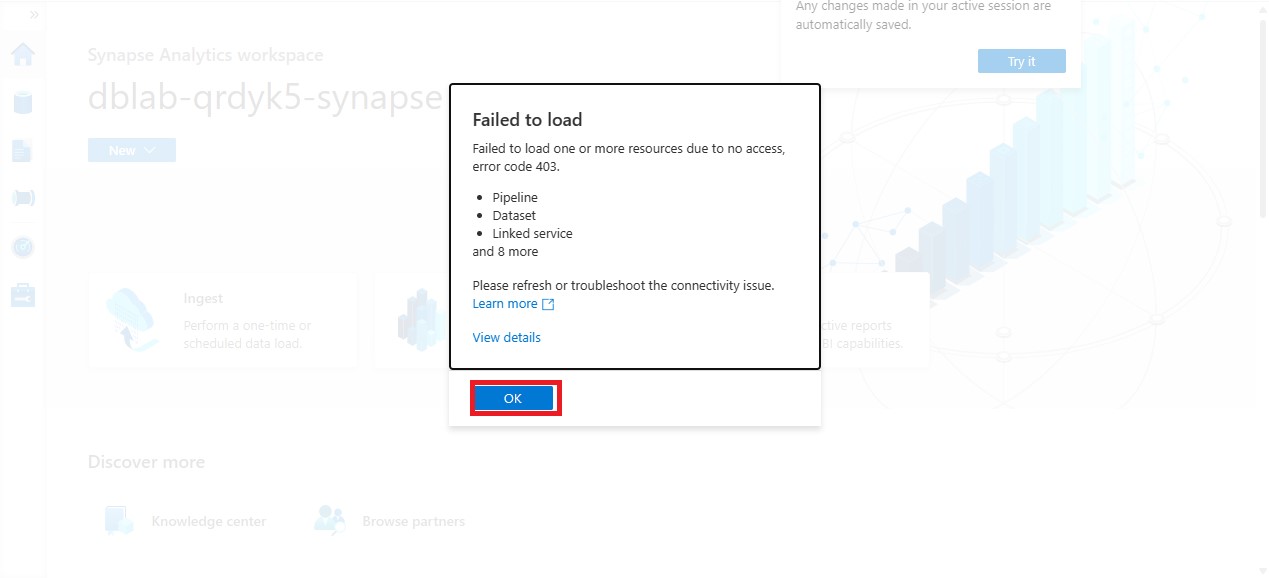 Any changes made in your active session are
automatically saved.
Try it
Synapse Analytics workspace
dblab-qrdyk5-synapse
New
Failed to load
Failed to load one or more resources due to no access,
error code 403.
Pipeline
Dataset
Linked service
and 8 more
Please refresh or troubleshoot the connectivity issue.
Learn more
View details
OK
Ingest
Perform a one-time or
scheduled data load.
ctive reports
BI capabilities.
Discover more
Knowledge center
Browse partners